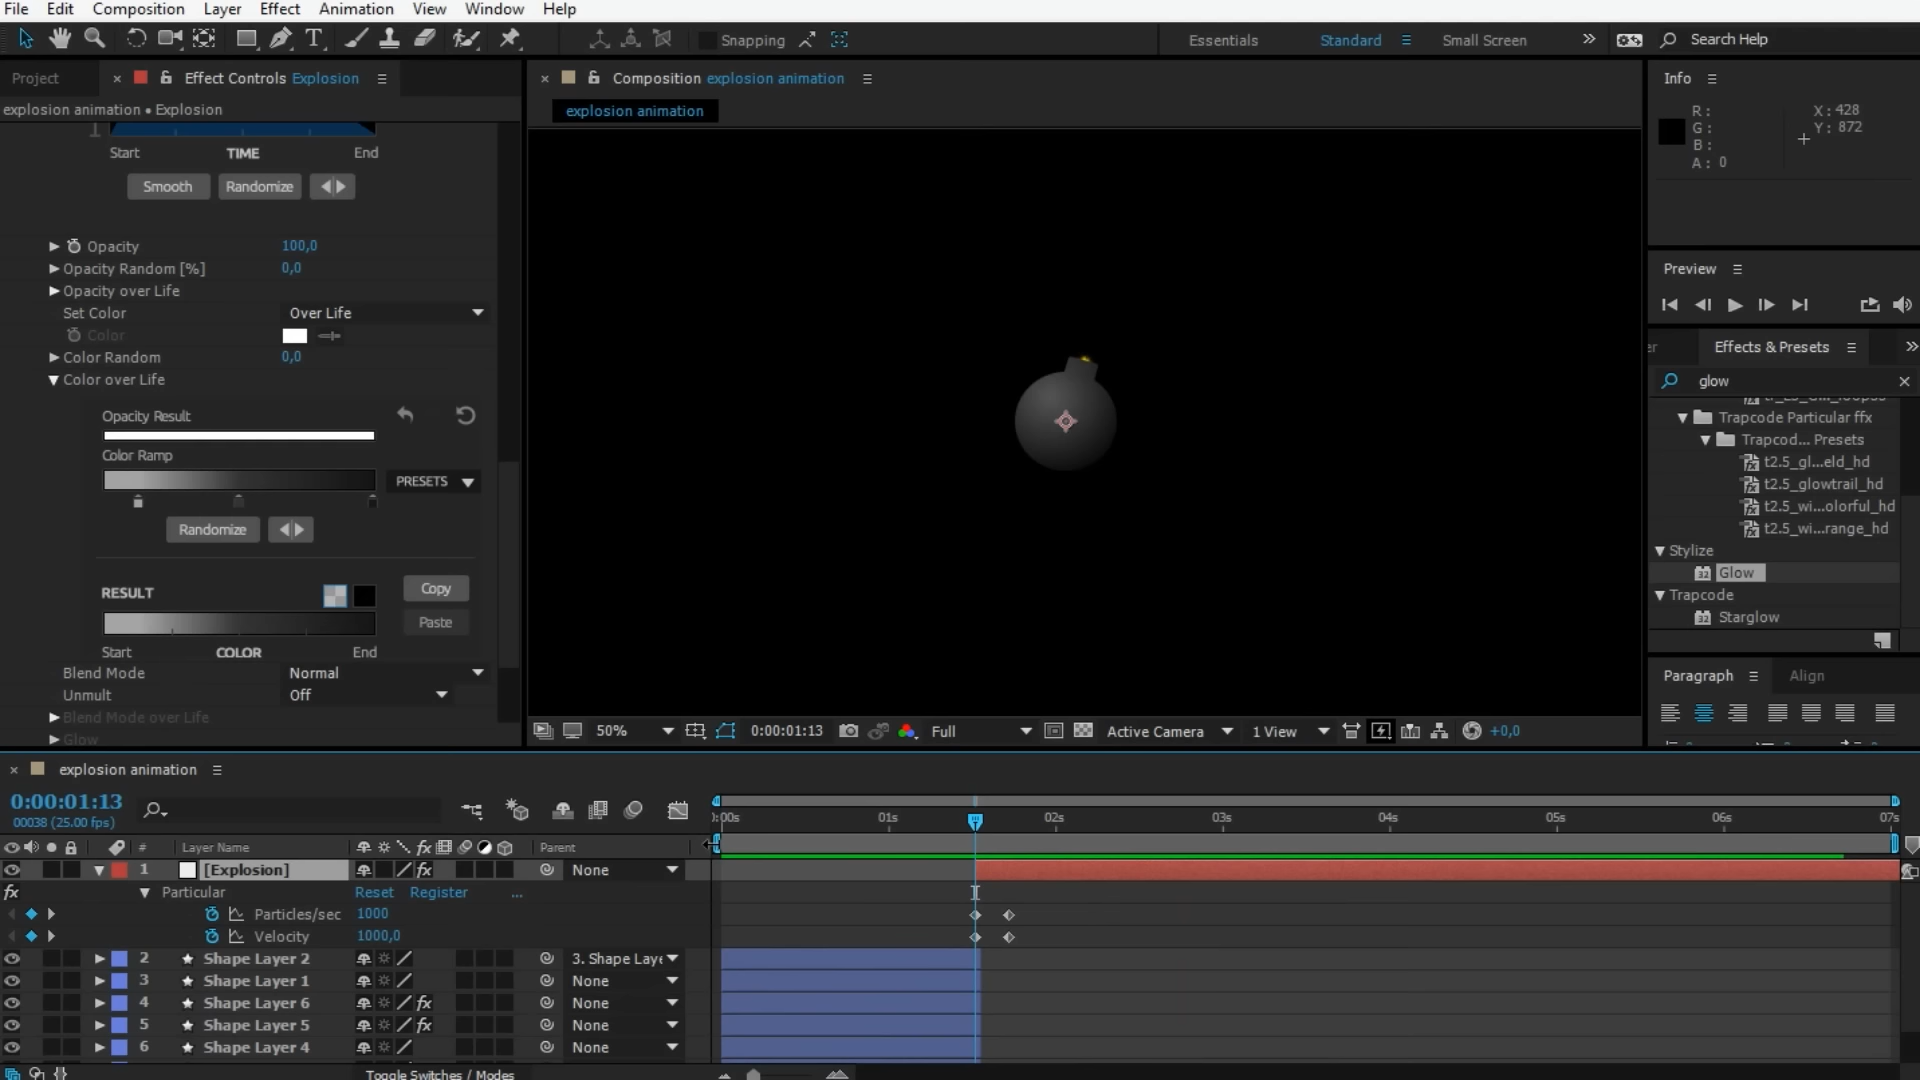 File Edit Composition Layer Effect Animation View Window Help
Snapping
Essentials Standard Small Screen Search Help
Project × Effect Controls Explosion
explosion animation • Explosion
1
Start TIME End
Smooth Randomize
Opacity 100,0
Opacity Random [%] 0,0
Opacity over Life
Set Color Over Life
Color
Color Random 0,0
Color over Life
Opacity Result
Color Ramp
PRESETS
Randomize
RESULT Copy
Paste
Start COLOR End
Blend Mode Normal
Unmult Off
Blend Mode over Life
Glow
× Composition explosion animation
explosion animation
50% 0:00:01:13 Full Active Camera 1 View +0,0
Info
R: X: 428
G: Y: 872
B:
A: 0
Preview
er Effects & Presets
glow
Trapcode Particular ffx
Trapcod... Presets
t2.5_gl...eld_hd
t2.5_glowtrail_hd
t2.5_wi...olorful_hd
t2.5_wi...range_hd
Stylize
Glow
Trapcode
Starglow
Paragraph Align
× explosion animation
0:00:01:13
00038 (25.00 fps)
):00s 01s 02s 03s 04s 05s 06s 07s
# Layer Name fx Parent
1 [Explosion] fx None
fx Particular Reset Register ...
Particles/sec 1000
Velocity 1000,0
2 Shape Layer 2 3. Shape Laye
3 Shape Layer 1 None
4 Shape Layer 6 fx None
5 Shape Layer 5 fx None
6 Shape Layer 4 None
Toggle Switches / Modes